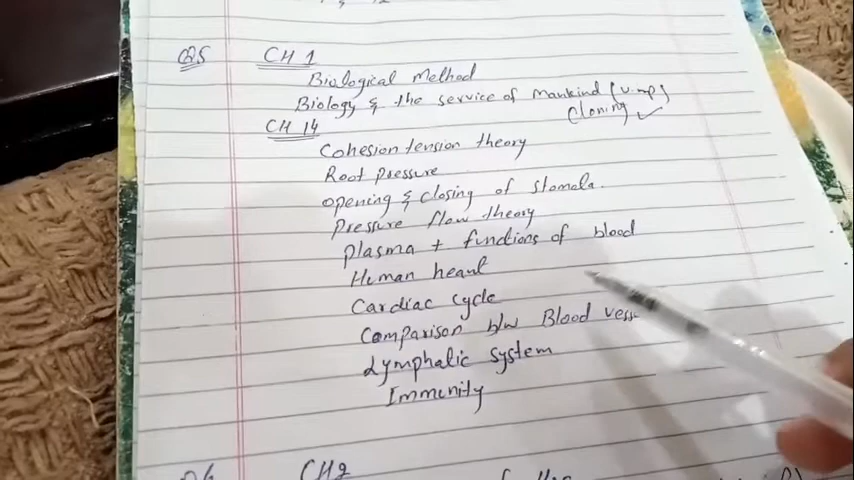 Q5 CH 1
Biological Method
Biology & the service of Mankind (v.imp)
Cloning ✓
CH 14
Cohesion tension theory
Root pressure
opening & closing of stomata.
Pressure flow theory
Plasma + functions of blood
Human heart
Cardiac cycle
Comparison b/w Blood vess
Lymphatic system
Immunity
Q6 CH2